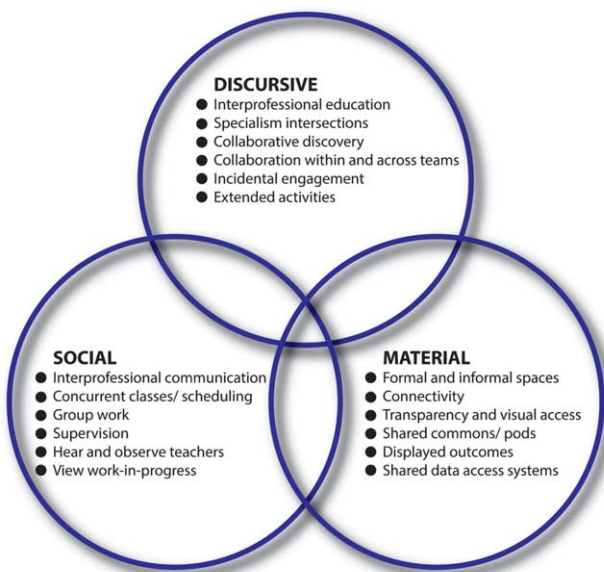 DISCURSIVE
● Interprofessional education
● Specialism intersections
● Collaborative discovery
● Collaboration within and across teams
● Incidental engagement
● Extended activities
SOCIAL
● Interprofessional communication
● Concurrent classes/ scheduling
● Group work
● Supervision
● Hear and observe teachers
● View work-in-progress
MATERIAL
● Formal and informal spaces
● Connectivity
● Transparency and visual access
● Shared commons/ pods
● Displayed outcomes
● Shared data access systems